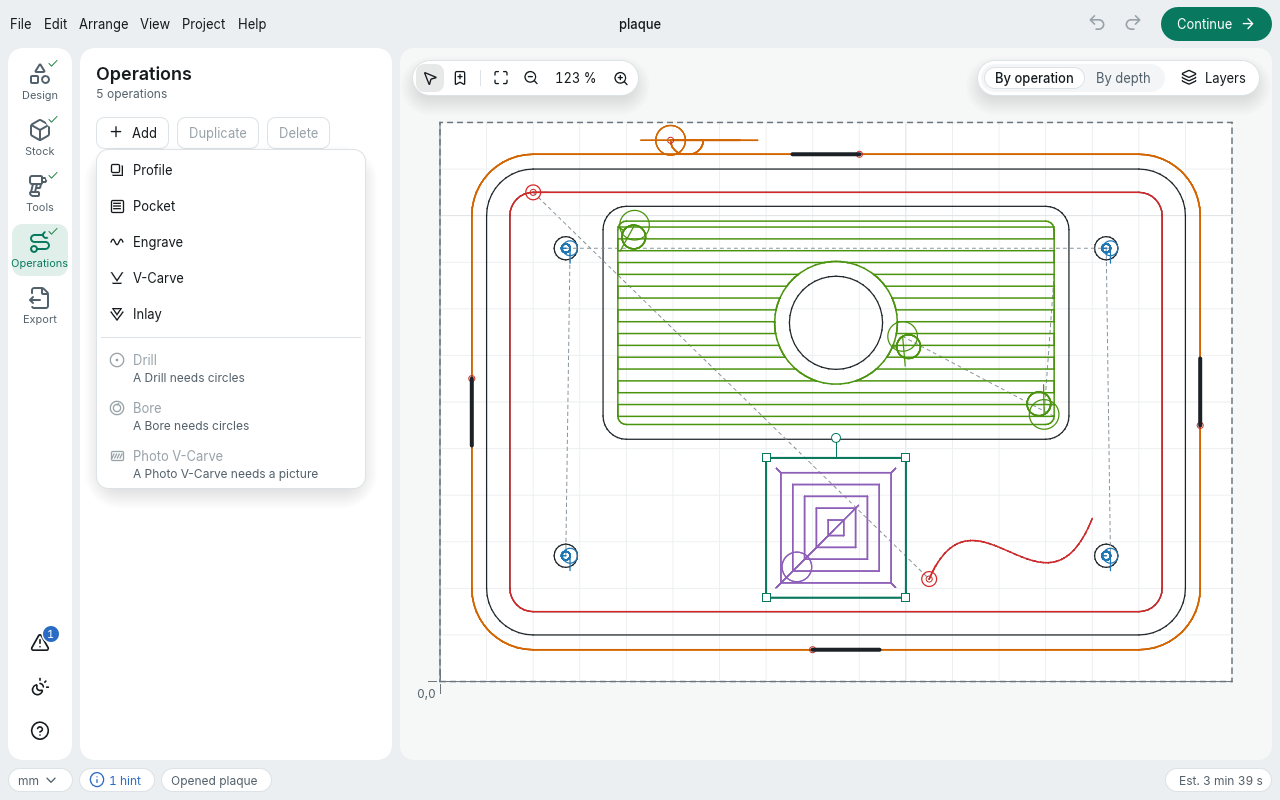 File Edit Arrange View Project Help
plaque
Continue
Design
Stock
Tools
Operations
Export
1
Operations
5 operations
Add Duplicate Delete
Profile
Pocket
Engrave
V-Carve
Inlay
Drill
A Drill needs circles
Bore
A Bore needs circles
Photo V-Carve
A Photo V-Carve needs a picture
123 %
By operation By depth Layers
0,0
mm 1 hint Opened plaque Est. 3 min 39 s